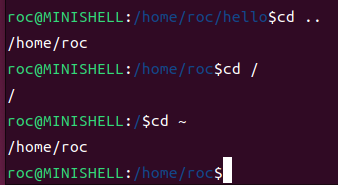 roc@MINISHELL:/home/roc/hello$cd ..
/home/roc
roc@MINISHELL:/home/roc$cd /
/
roc@MINISHELL:/$cd ~
/home/roc
roc@MINISHELL:/home/roc$